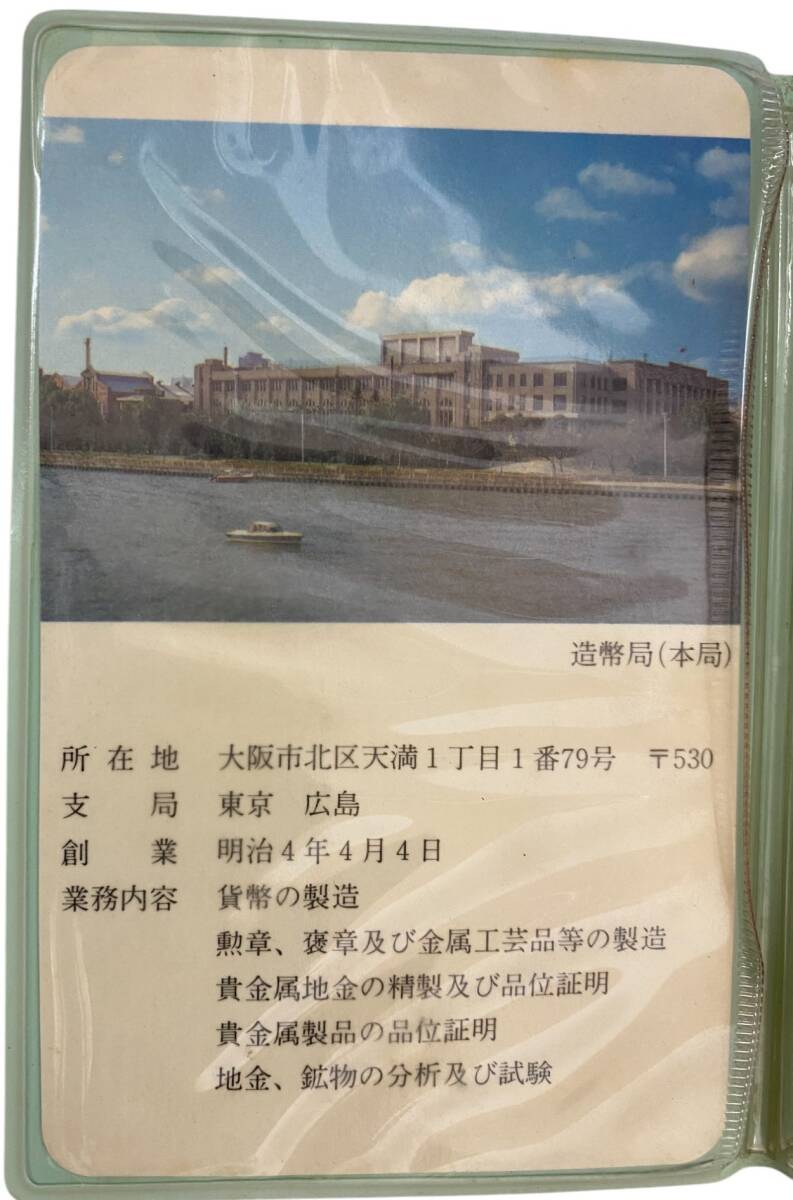 造幣局(本局)
所在地 大阪市北区天満1丁目1番79号 〒530
支局 東京 広島
創業 明治4年4月4日
業務内容 貨幣の製造
勲章、褒章及び金属工芸品等の製造
貴金属地金の精製及び品位証明
貴金属製品の品位証明
地金、鉱物の分析及び試験